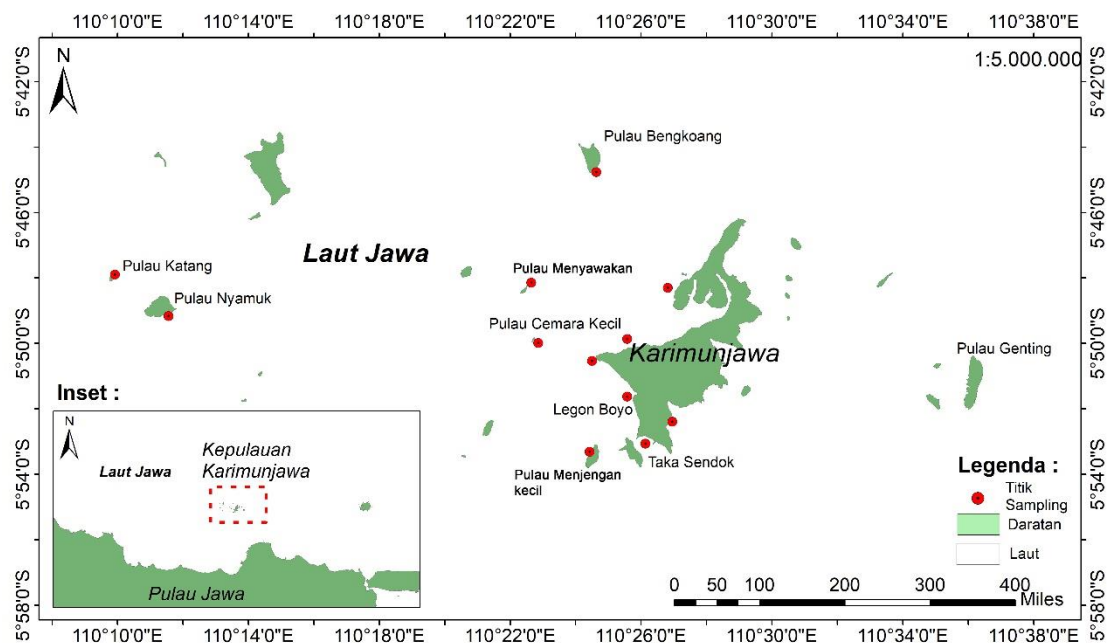 110°10'0"E 110°14'0"E 110°18'0"E 110°22'0"E 110°26'0"E 110°30'0"E 110°34'0"E 110°38'0"E
N
1:5.000.000
5°42'0"S
5°42'0"S
Pulau Bengkoang
5°46'0"S
5°46'0"S
Laut Jawa
Pulau Katang
Pulau Menyawakan
Pulau Nyamuk
Pulau Cemara Kecil
5°50'0"S
Karimunjawa
Pulau Genting
5°50'0"S
Inset :
Legon Boyo
N
Kepulauan
Karimunjawa
Laut Jawa
Taka Sendok
Pulau Menjengan
kecil
5°54'0"S
5°54'0"S
Legenda :
Titik
Sampling
Daratan
Laut
Pulau Jawa
0 50 100 200 300 400
Miles
5°58'0"S
5°58'0"S
110°10'0"E 110°14'0"E 110°18'0"E 110°22'0"E 110°26'0"E 110°30'0"E 110°34'0"E 110°38'0"E